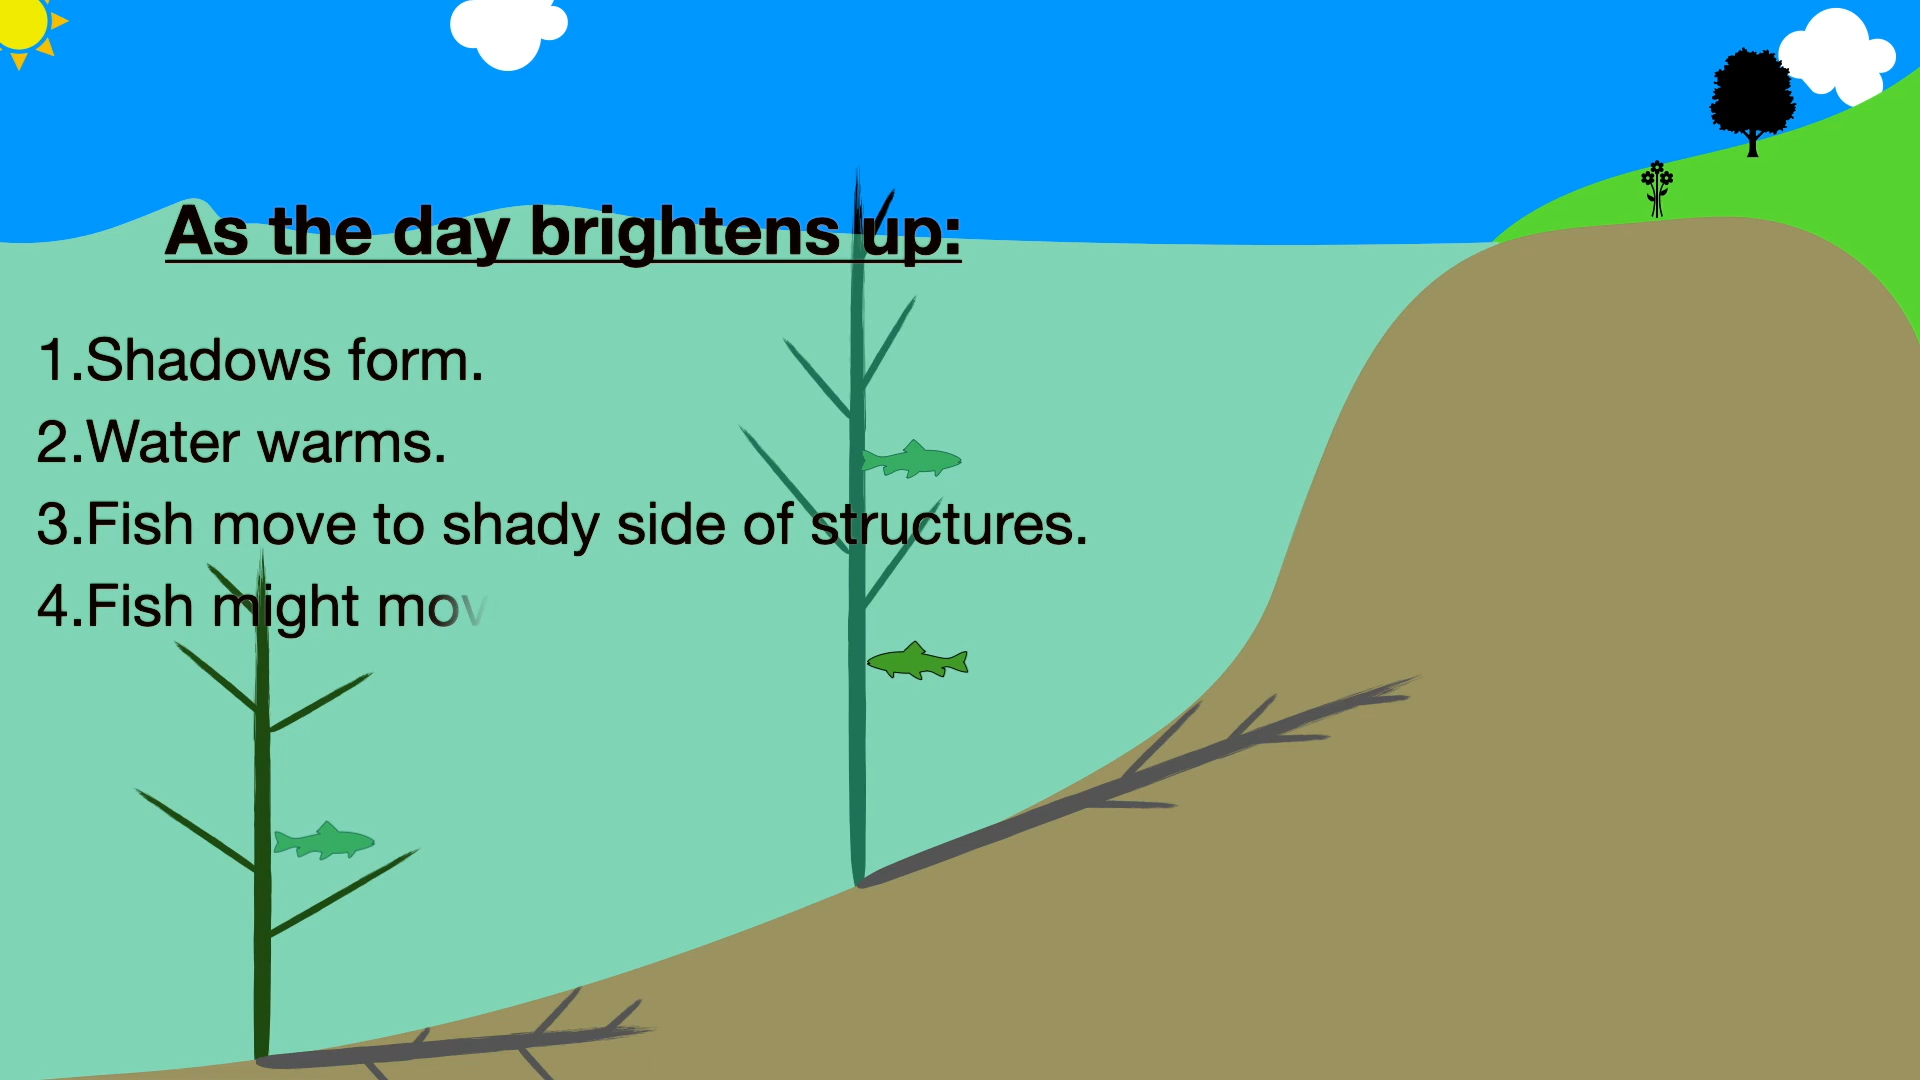 As the day brightens up:
1.Shadows form.
2.Water warms.
3.Fish move to shady side of structures.
4.Fish might mov